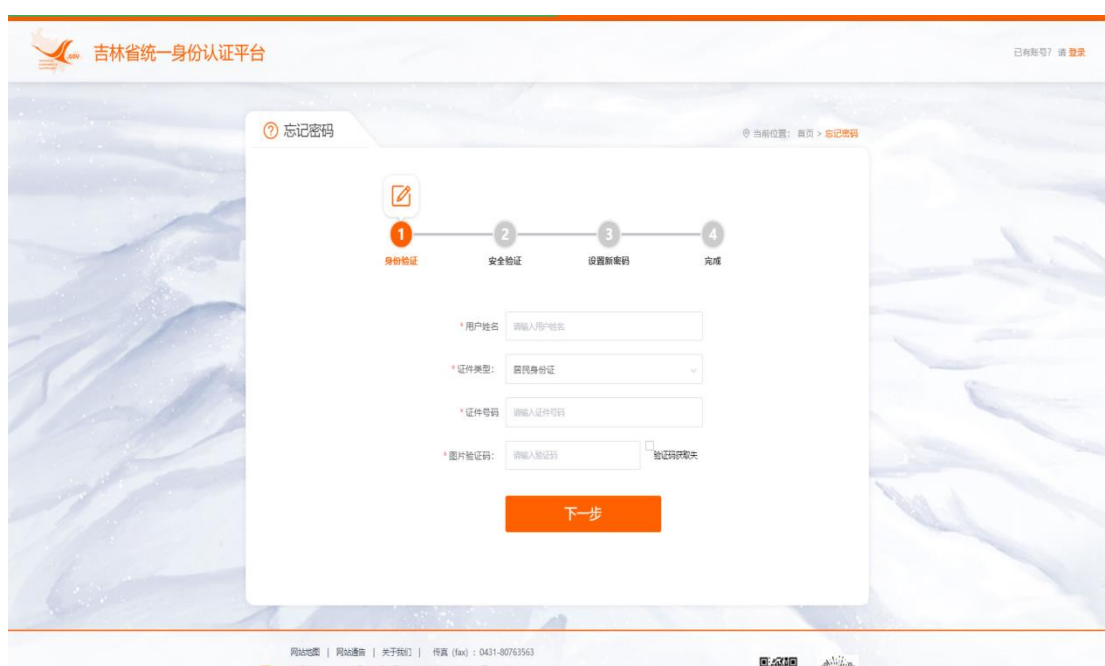 .GOV 吉林省统一身份认证平台
已有账号? 请 登录
忘记密码
当前位置: 首页 > 忘记密码
1 2 3 4
身份验证 安全验证 设置新密码 完成
* 用户姓名 请输入用户姓名
* 证件类型: 居民身份证
* 证件号码 请输入证件号码
* 图片验证码: 请输入验证码 验证码获取失
下一步
网站地图 | 网站通告 | 关于我们 | 传真 (fax) : 0431-80763563